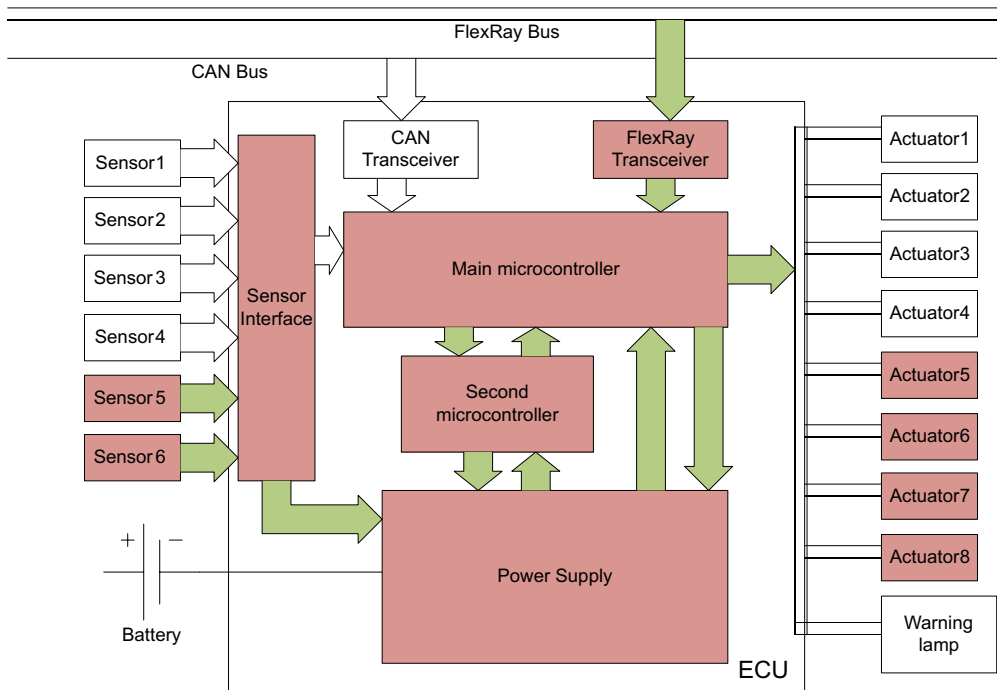 FlexRay Bus
CAN Bus
CAN
Transceiver
FlexRay
Transceiver
Sensor1
Sensor2
Sensor3
Sensor4
Sensor5
Sensor6
Sensor
Interface
Main microcontroller
Second
microcontroller
Power Supply
+
−
Battery
ECU
Actuator1
Actuator2
Actuator3
Actuator4
Actuator5
Actuator6
Actuator7
Actuator8
Warning
lamp